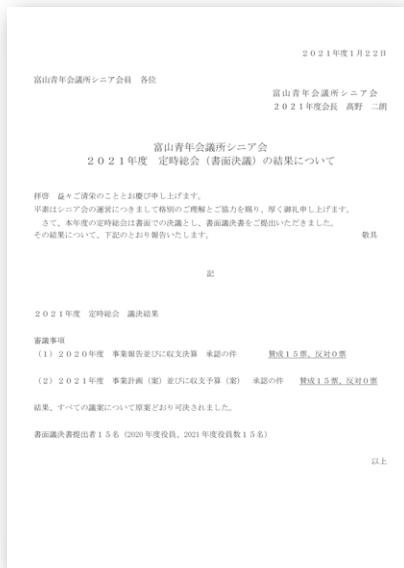 2021年度1月22日
富山青年会議所シニア会員　各位
富山青年会議所シニア会
2021年度会長　高野　二朗
富山青年会議所シニア会
2021年度　定時総会（書面決議）の結果について
拝啓　益々ご清栄のこととお慶び申し上げます。
平素はシニア会の運営につきまして格別のご理解とご協力を賜り、厚く御礼申し上げます。
さて、本年度の定時総会は書面での決議とし、書面議決書をご提出いただきました。
その結果について、下記のとおり報告いたします。　敬具
記
2021年度　定時総会　議決結果
審議事項
（1）2020年度　事業報告並びに収支決算　承認の件　賛成15票、反対0票
（2）2021年度　事業計画（案）並びに収支予算（案）　承認の件　賛成15票、反対0票
結果、すべての議案について原案どおり可決されました。
書面議決書提出者15名（2020年度役員、2021年度役員数15名）
以上